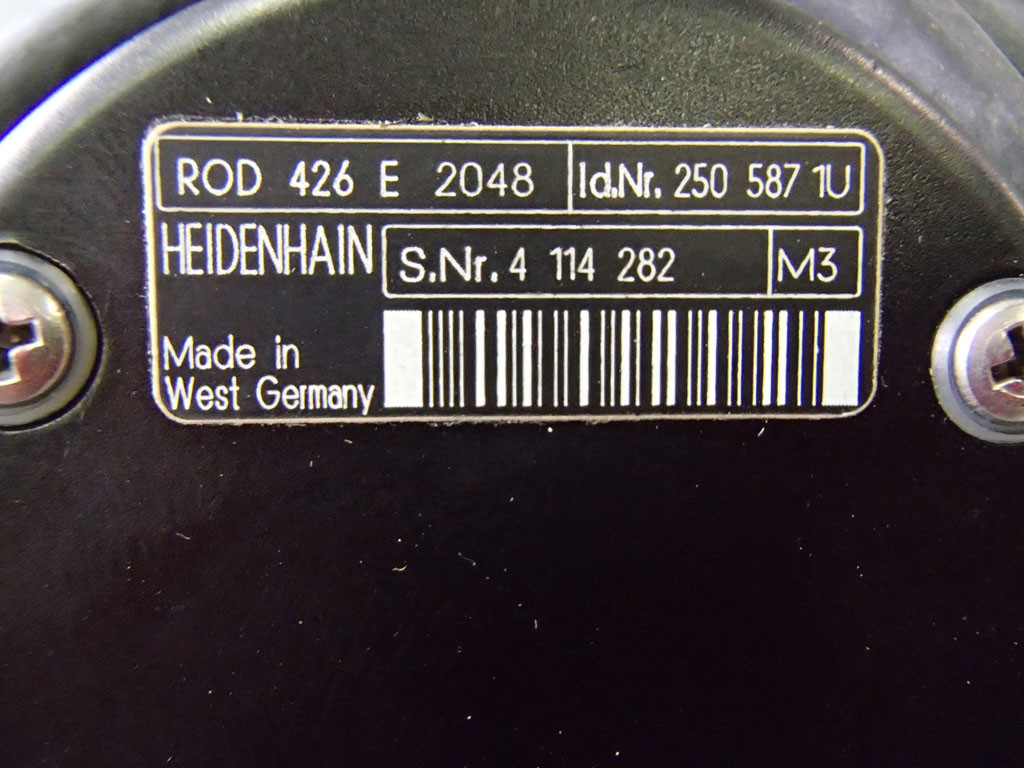 ROD 426 E 2048 Id.Nr. 250 587 1U
HEIDENHAIN S.Nr. 4 114 282 M3
Made in
West Germany